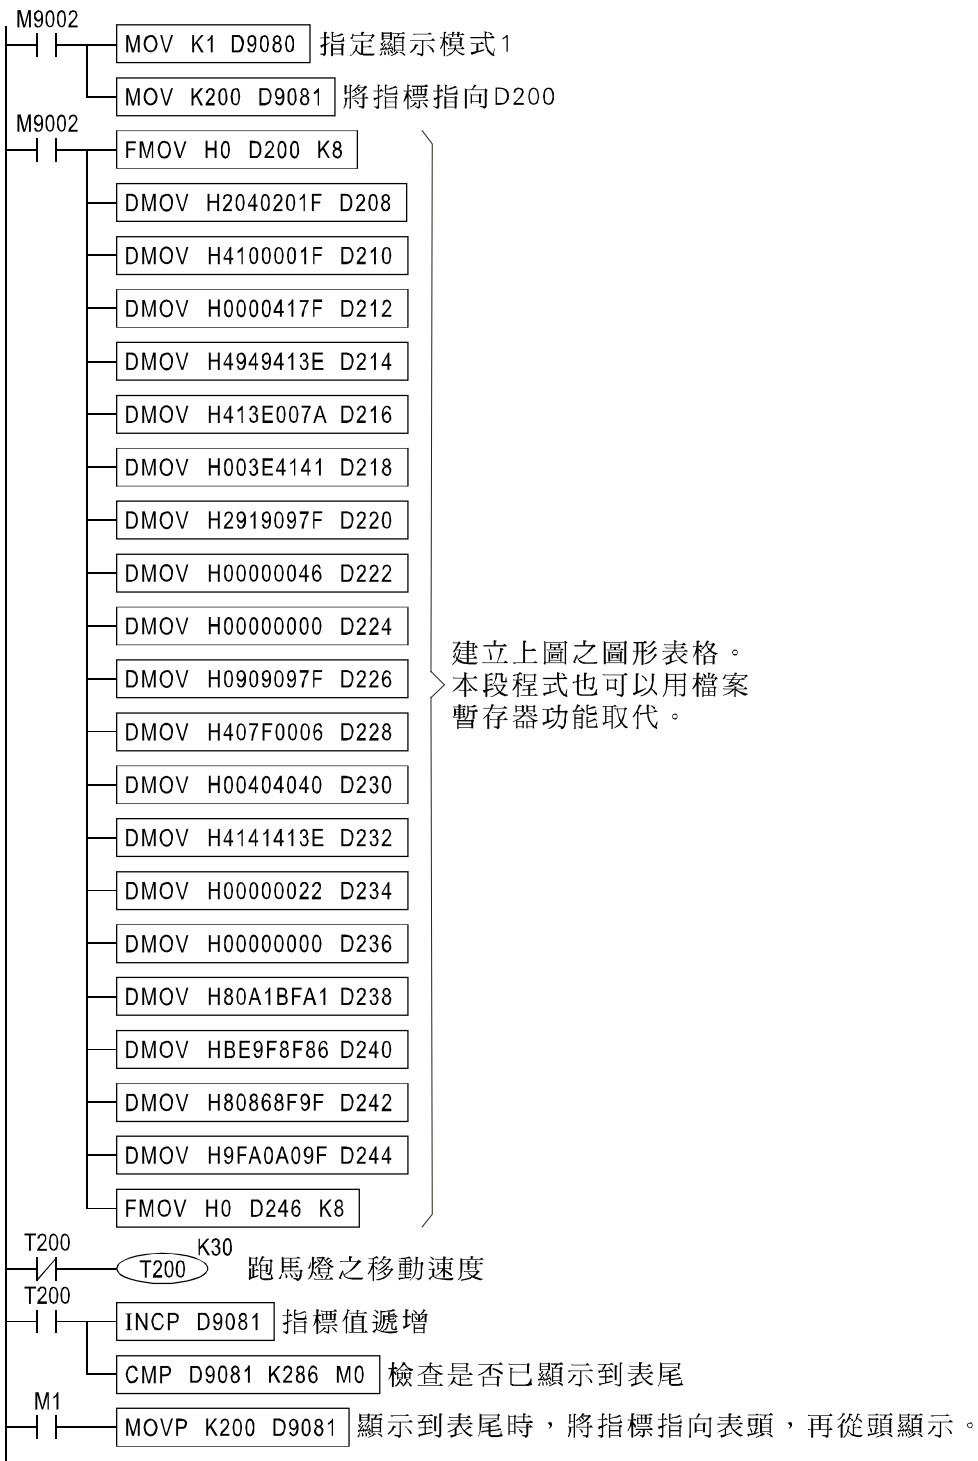 M9002
MOV K1 D9080 指定顯示模式1
MOV K200 D9081 將指標指向D200
M9002
FMOV H0 D200 K8
DMOV H2040201F D208
DMOV H4100001F D210
DMOV H0000417F D212
DMOV H4949413E D214
DMOV H413E007A D216
DMOV H003E4141 D218
DMOV H2919097F D220
DMOV H00000046 D222
DMOV H00000000 D224
建立上圖之圖形表格。
DMOV H0909097F D226 本段程式也可以用檔案
暫存器功能取代。
DMOV H407F0006 D228
DMOV H00404040 D230
DMOV H4141413E D232
DMOV H00000022 D234
DMOV H00000000 D236
DMOV H80A1BFA1 D238
DMOV HBE9F8F86 D240
DMOV H80868F9F D242
DMOV H9FA0A09F D244
FMOV H0 D246 K8
T200
T200 K30 跑馬燈之移動速度
T200
INCP D9081 指標值遞增
CMP D9081 K286 M0 檢查是否已顯示到表尾
M1
MOVP K200 D9081 顯示到表尾時，將指標指向表頭，再從頭顯示。